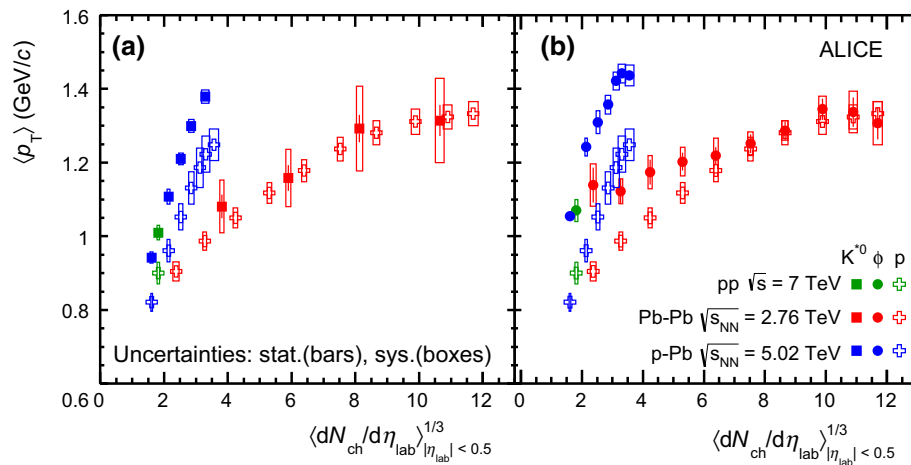 (a)
(b)
ALICE
⟨p_T⟩ (GeV/c)
1.6
1.4
1.2
1
0.8
0.6
K*0 ϕ p
pp √s = 7 TeV
Pb-Pb √s_NN = 2.76 TeV
p-Pb √s_NN = 5.02 TeV
Uncertainties: stat.(bars), sys.(boxes)
0 2 4 6 8 10 12
0 2 4 6 8 10 12
⟨dN_ch/dη_lab⟩^1/3_|η_lab| < 0.5
⟨dN_ch/dη_lab⟩^1/3_|η_lab| < 0.5